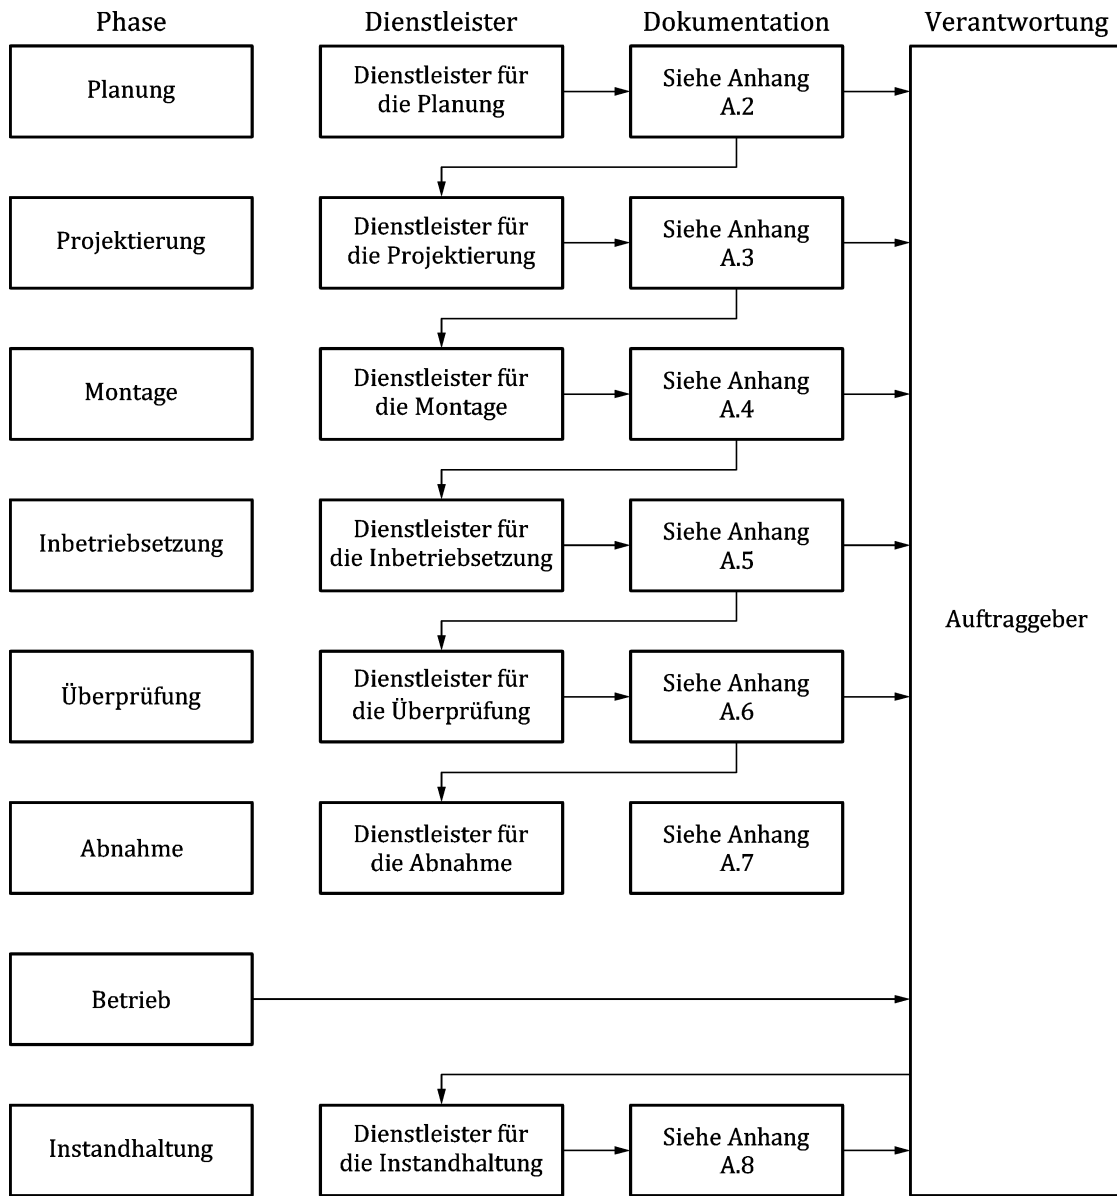 Phase
Dienstleister
Dokumentation
Verantwortung
Planung
Dienstleister für
die Planung
Siehe Anhang
A.2
Projektierung
Dienstleister für
die Projektierung
Siehe Anhang
A.3
Montage
Dienstleister für
die Montage
Siehe Anhang
A.4
Inbetriebsetzung
Dienstleister für
die Inbetriebsetzung
Siehe Anhang
A.5
Auftraggeber
Überprüfung
Dienstleister für
die Überprüfung
Siehe Anhang
A.6
Abnahme
Dienstleister für
die Abnahme
Siehe Anhang
A.7
Betrieb
Instandhaltung
Dienstleister für
die Instandhaltung
Siehe Anhang
A.8